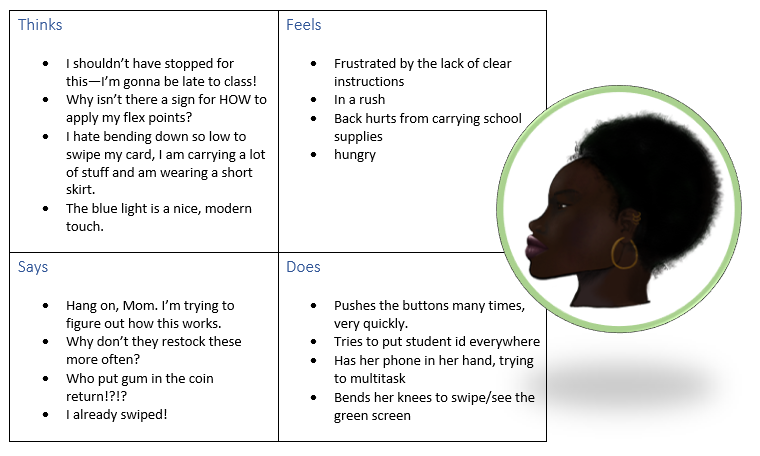 Thinks
• I shouldn't have stopped for
this—I'm gonna be late to class!
• Why isn't there a sign for HOW to
apply my flex points?
• I hate bending down so low to
swipe my card, I am carrying a lot
of stuff and am wearing a short
skirt.
• The blue light is a nice, modern
touch.
Feels
• Frustrated by the lack of clear
instructions
• In a rush
• Back hurts from carrying school
supplies
• hungry
Says
• Hang on, Mom. I'm trying to
figure out how this works.
• Why don't they restock these
more often?
• Who put gum in the coin
return!?!?
• I already swiped!
Does
• Pushes the buttons many times,
very quickly.
• Tries to put student id everywhere
• Has her phone in her hand, trying
to multitask
• Bends her knees to swipe/see the
green screen